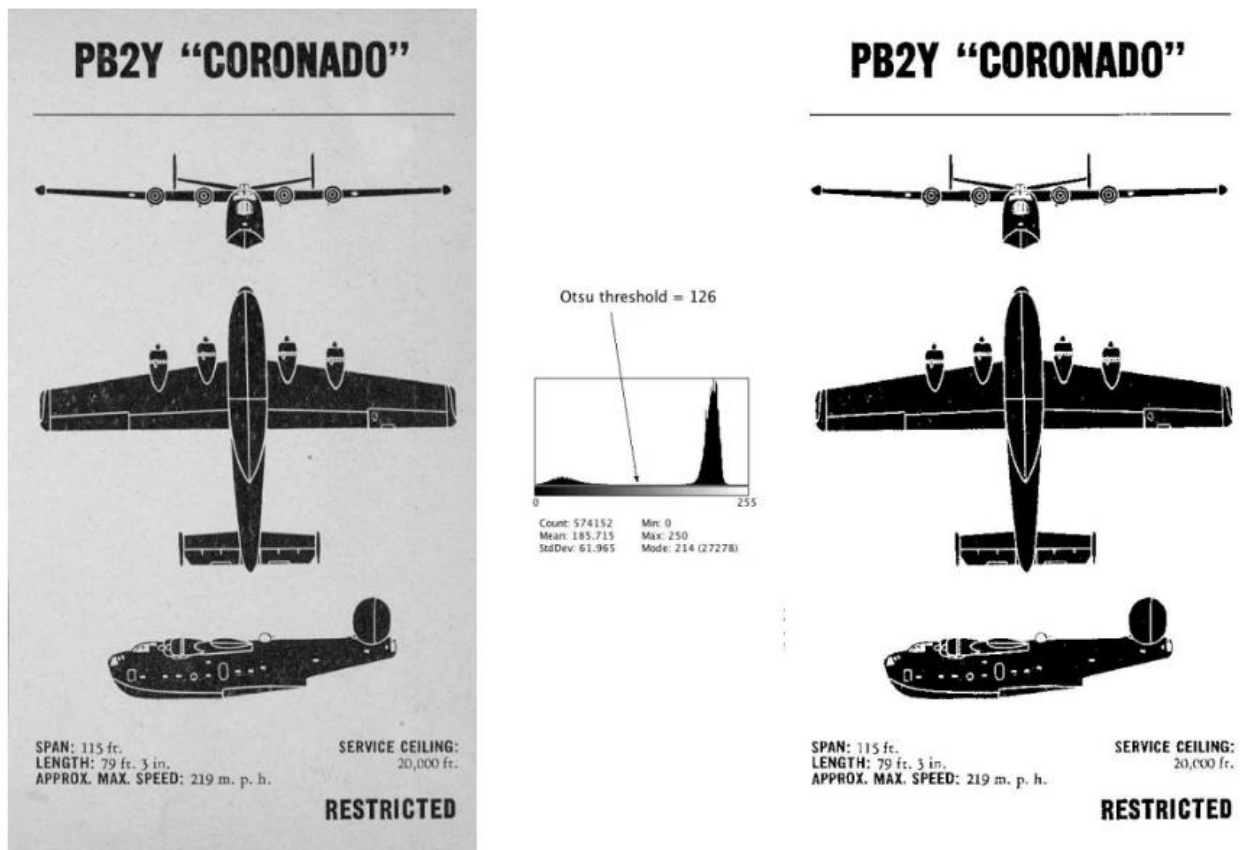 PB2Y “CORONADO”
SPAN: 115 ft.
LENGTH: 79 ft. 3 in.
APPROX. MAX. SPEED: 219 m. p. h.
SERVICE CEILING:
20,000 ft.
RESTRICTED
Otsu threshold = 126
0 255
Count: 574152 Min: 0
Mean: 185.715 Max: 250
StdDev: 61.965 Mode: 214 (27278)
PB2Y “CORONADO”
SPAN: 115 ft.
LENGTH: 79 ft. 3 in.
APPROX. MAX. SPEED: 219 m. p. h.
SERVICE CEILING:
20,000 ft.
RESTRICTED